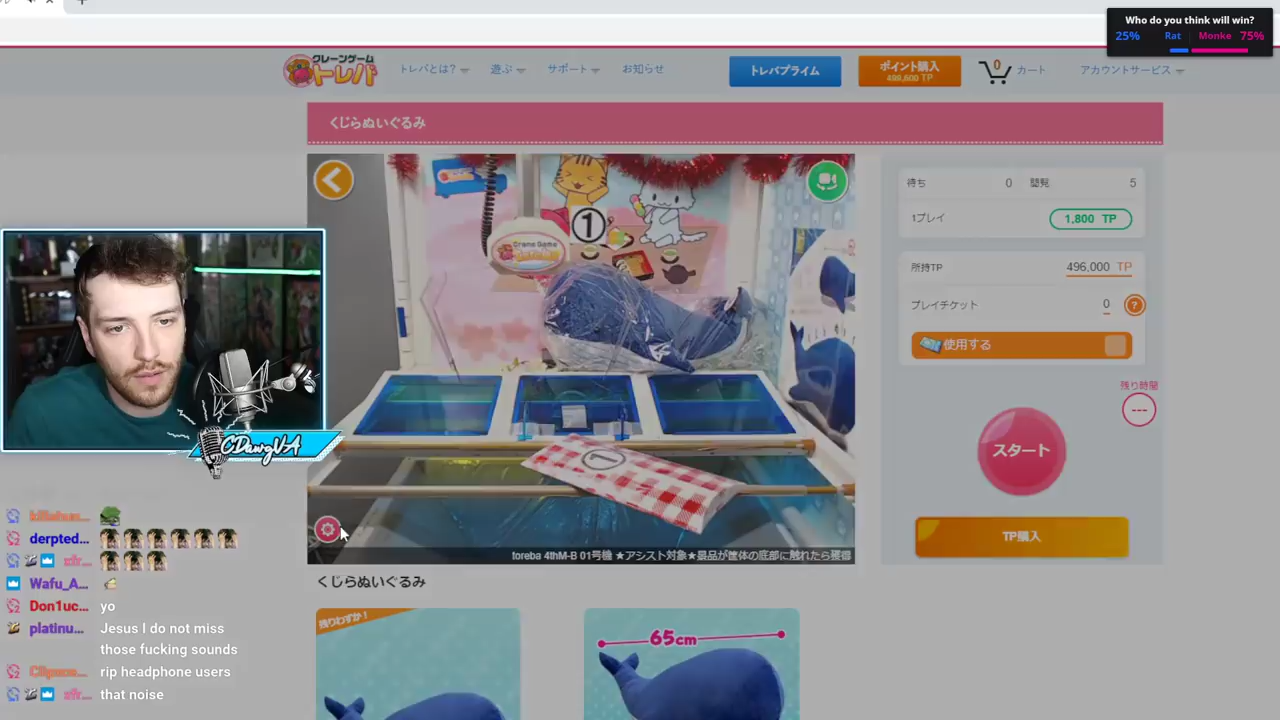 Who do you think will win?
25% Rat Monke 75%
クレーンゲーム
トレバ
トレバとは?
遊ぶ
サポート
お知らせ
トレバプライム
ポイント購入
499,600 TP
0
カート
アカウントサービス
くじらぬいぐるみ
待ち 0 閲覧 5
1プレイ 1,800 TP
所持TP 496,000 TP
プレイチケット 0 ?
使用する
残り時間
---
スタート
TP購入
1
Crane Game
1
toreba 4thM-B 01号機 ★アシスト対象★景品が筐体の底部に触れたら獲得
くじらぬいぐるみ
残りわずか!
65cm
CDawgVA
derpted...
Wafu_A...
Don1uc... yo
platinu... Jesus I do not miss
those fucking sounds
rip headphone users
that noise